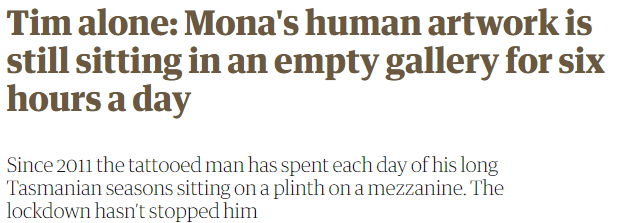 Tim alone: Mona's human artwork is
still sitting in an empty gallery for six
hours a day
Since 2011 the tattooed man has spent each day of his long
Tasmanian seasons sitting on a plinth on a mezzanine. The
lockdown hasn’t stopped him